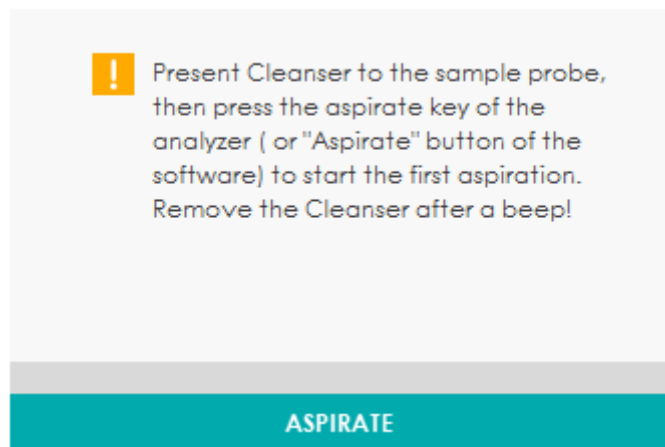 !
Present Cleanser to the sample probe,
then press the aspirate key of the
analyzer ( or "Aspirate" button of the
software) to start the first aspiration.
Remove the Cleanser after a beep!
ASPIRATE